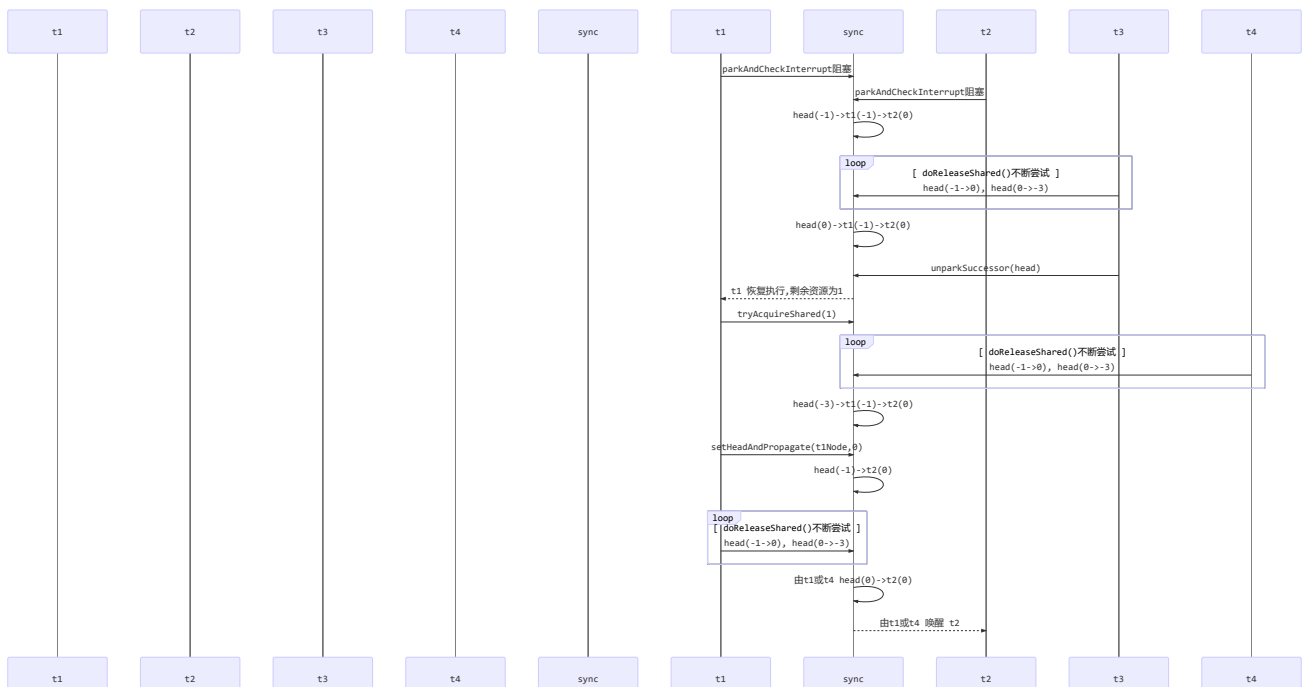 t1 t2 t3 t4 sync t1 sync t2 t3 t4
parkAndCheckInterrupt阻塞
parkAndCheckInterrupt阻塞
head(-1)->t1(-1)->t2(0)
loop
[ doReleaseShared()不断尝试 ]
head(-1->0), head(0->-3)
head(0)->t1(-1)->t2(0)
unparkSuccessor(head)
t1 恢复执行,剩余资源为1
tryAcquireShared(1)
loop
[ doReleaseShared()不断尝试 ]
head(-1->0), head(0->-3)
head(-3)->t1(-1)->t2(0)
setHeadAndPropagate(t1Node,0)
head(-1)->t2(0)
loop
[ doReleaseShared()不断尝试 ]
head(-1->0), head(0->-3)
由t1或t4 head(0)->t2(0)
由t1或t4 唤醒 t2
t1 t2 t3 t4 sync t1 sync t2 t3 t4